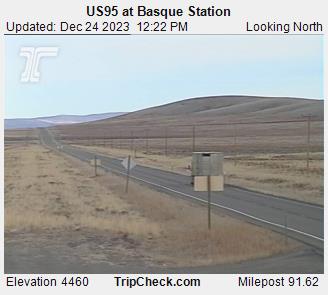 US95 at Basque Station
Updated: Dec 24 2023 12:22 PM Looking North
Elevation 4460 TripCheck.com Milepost 91.62